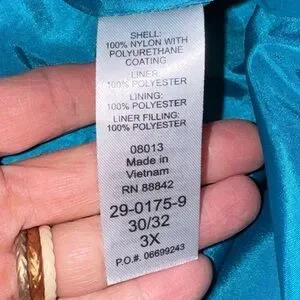 SHELL:
100% NYLON WITH
POLYURETHANE
COATING
LINER
100% POLYESTER
LINING:
100% POLYESTER
LINER FILLING:
100% POLYESTER
08013
Made in
Vietnam
RN 88842
29-0175-9
30/32
3X
P.O.#. 06699243